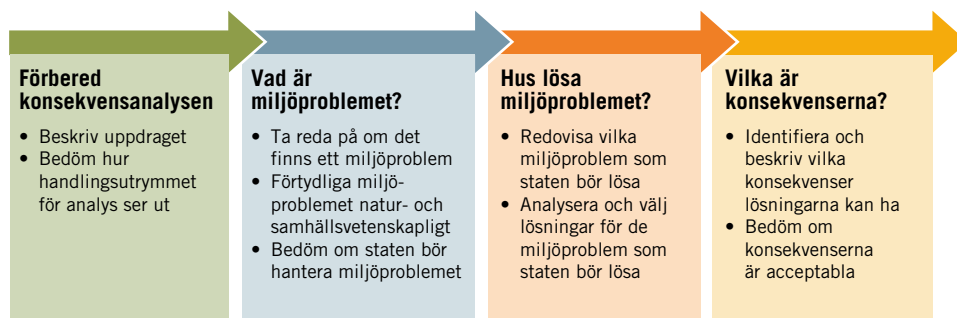 Förbered
konsekvensanalysen
• Beskriv uppdraget
• Bedöm hur
handlingsutrymmet
för analys ser ut
Vad är
miljöproblemet?
• Ta reda på om det
finns ett miljöproblem
• Förtydliga miljö-
problemet natur- och
samhällsvetenskapligt
• Bedöm om staten bör
hantera miljöproblemet
Hus lösa
miljöproblemet?
• Redovisa vilka
miljöproblem som
staten bör lösa
• Analysera och välj
lösningar för de
miljöproblem som
staten bör lösa
Vilka är
konsekvenserna?
• Identifiera och
beskriv vilka
konsekvenser
lösningarna kan ha
• Bedöm om
konsekvenserna
är acceptabla